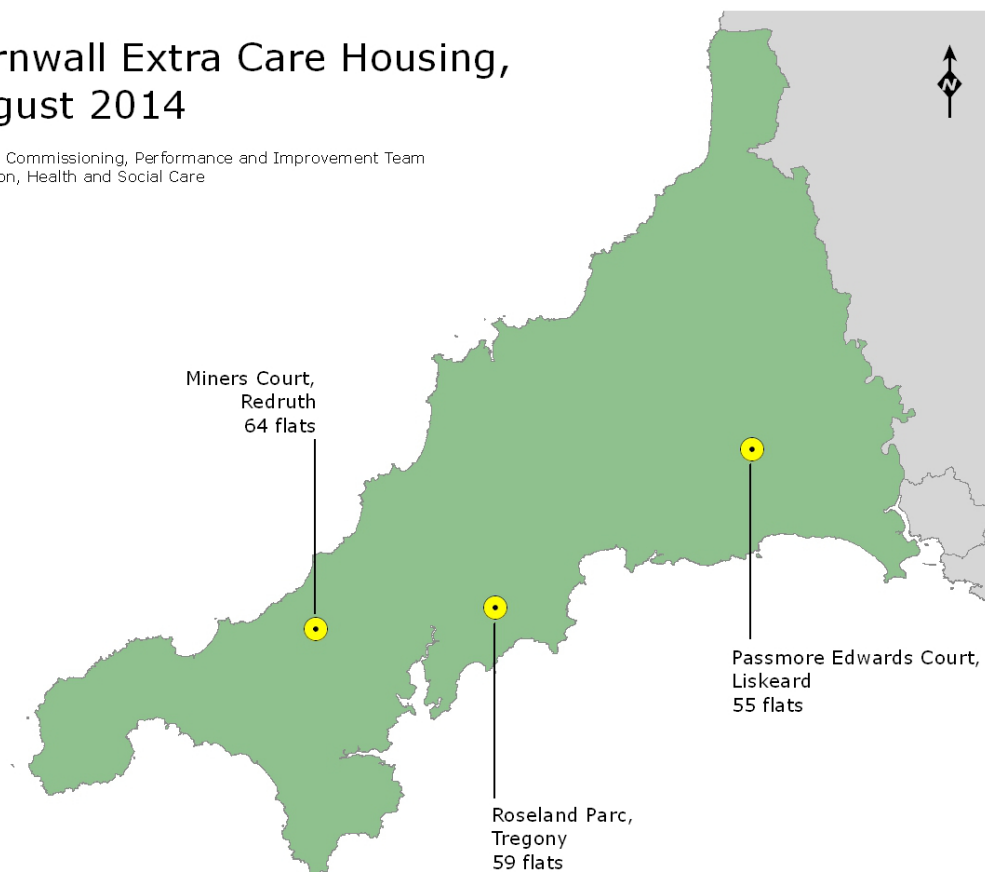 rnwall Extra Care Housing,
gust 2014
Commissioning, Performance and Improvement Team
on, Health and Social Care
N
Miners Court,
Redruth
64 flats
Passmore Edwards Court,
Liskeard
55 flats
Roseland Parc,
Tregony
59 flats